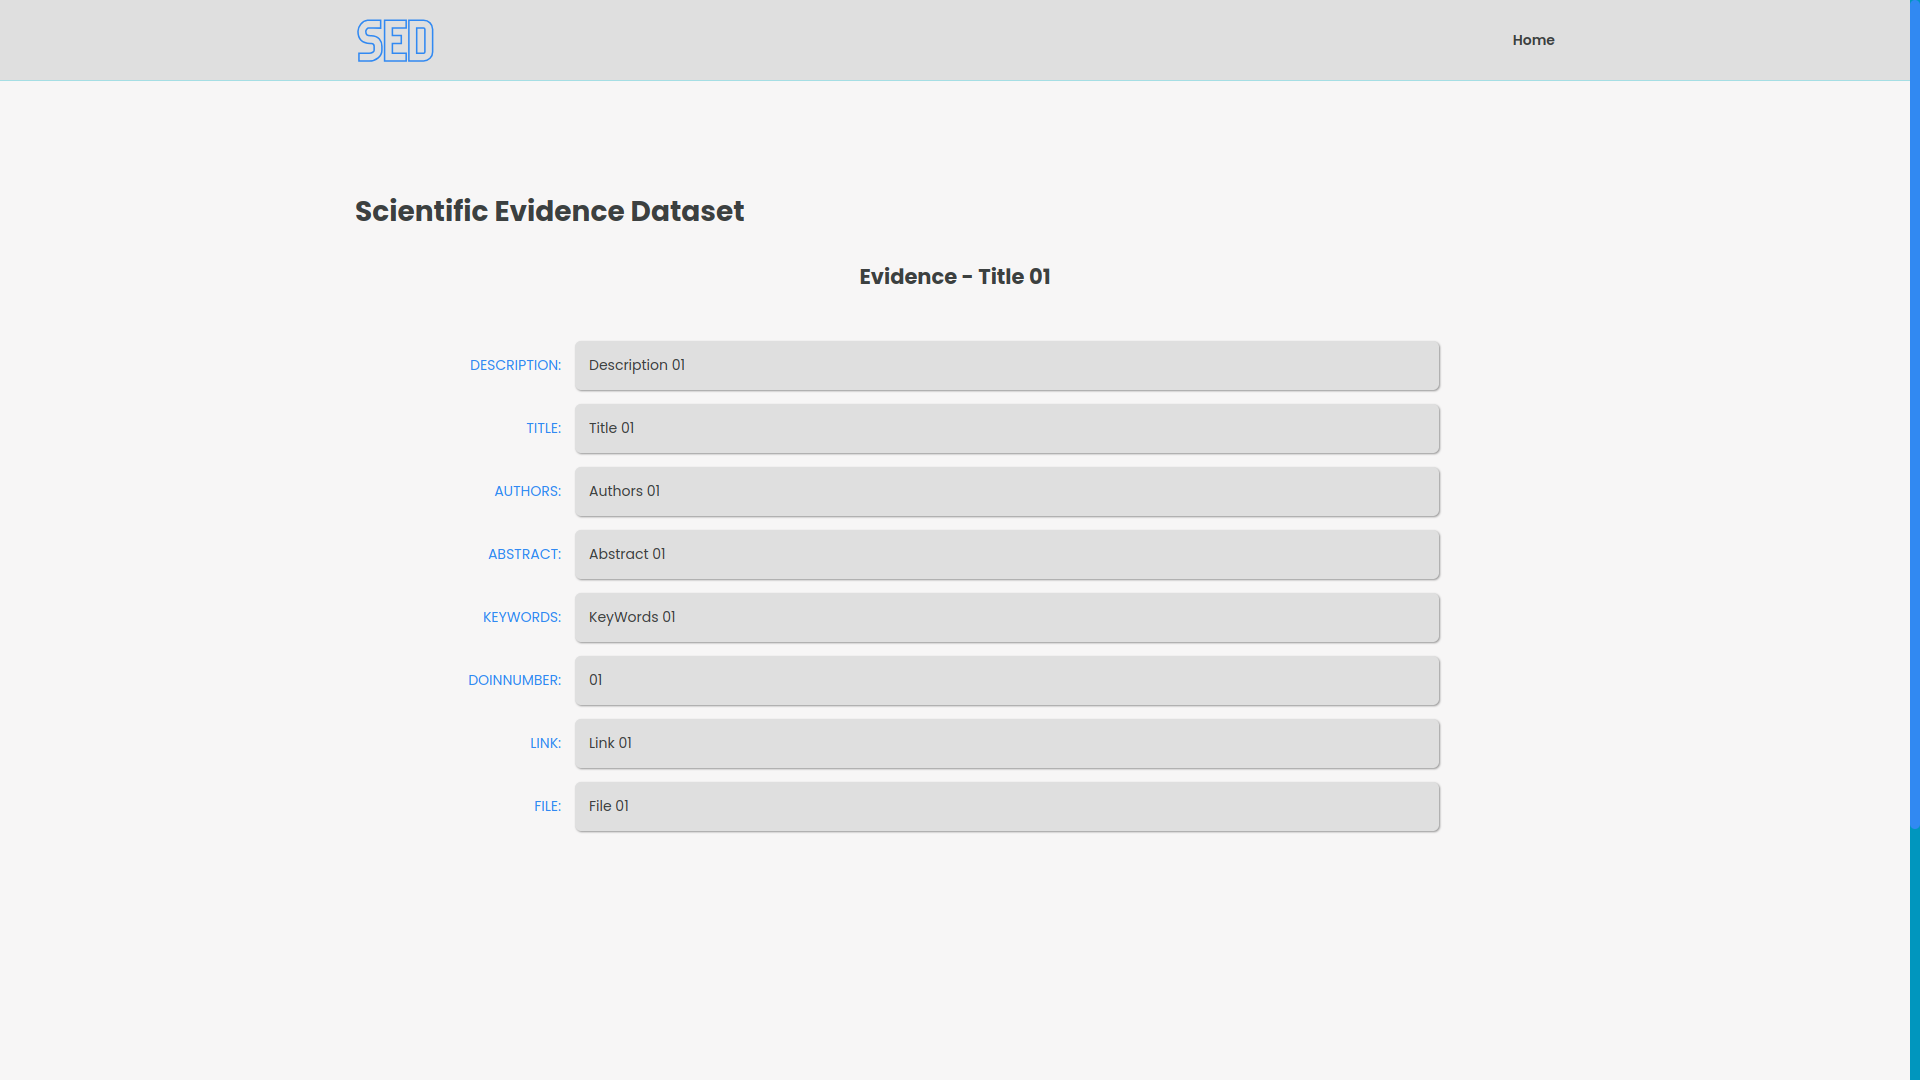 SED
Home
Scientific Evidence Dataset
Evidence - Title 01
DESCRIPTION: Description 01
TITLE: Title 01
AUTHORS: Authors 01
ABSTRACT: Abstract 01
KEYWORDS: KeyWords 01
DOINNUMBER: 01
LINK: Link 01
FILE: File 01